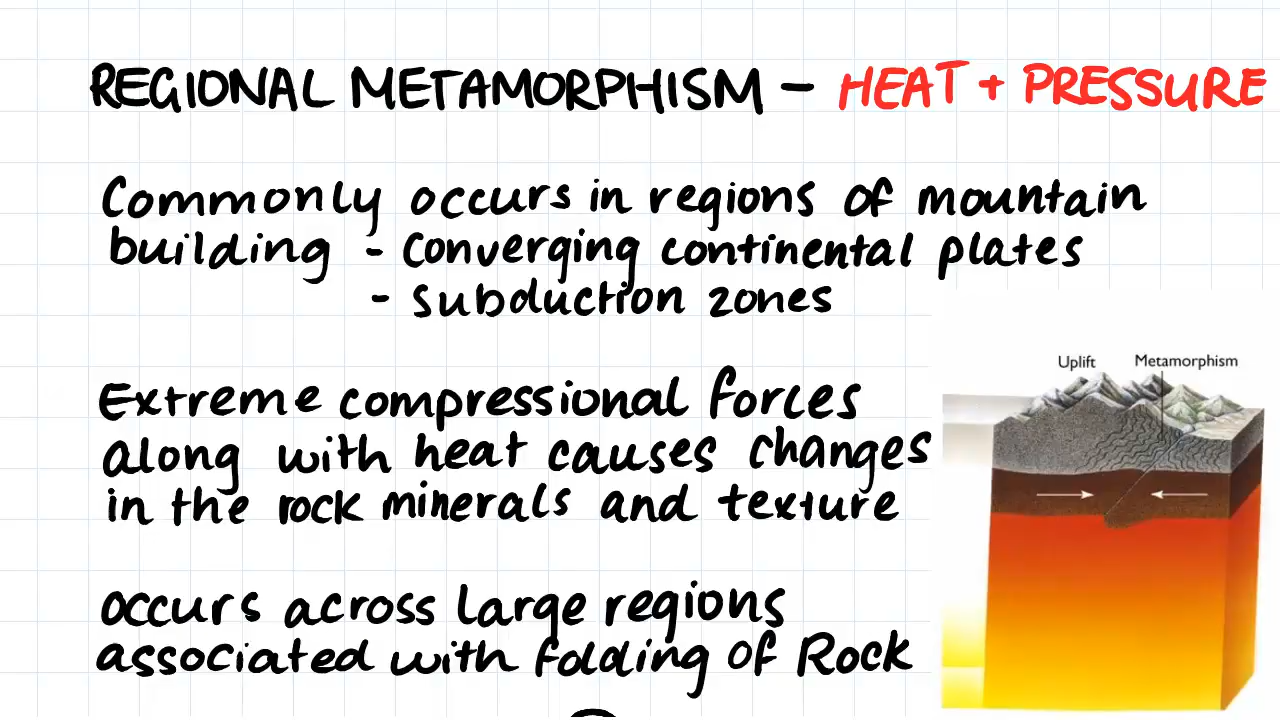 REGIONAL METAMORPHISM – HEAT + PRESSURE
Commonly occurs in regions of mountain
building - Converging continental plates
- Subduction zones
Extreme compressional forces
along with heat causes changes
in the rock minerals and texture
Uplift Metamorphism
occurs across large regions
associated with folding of Rock